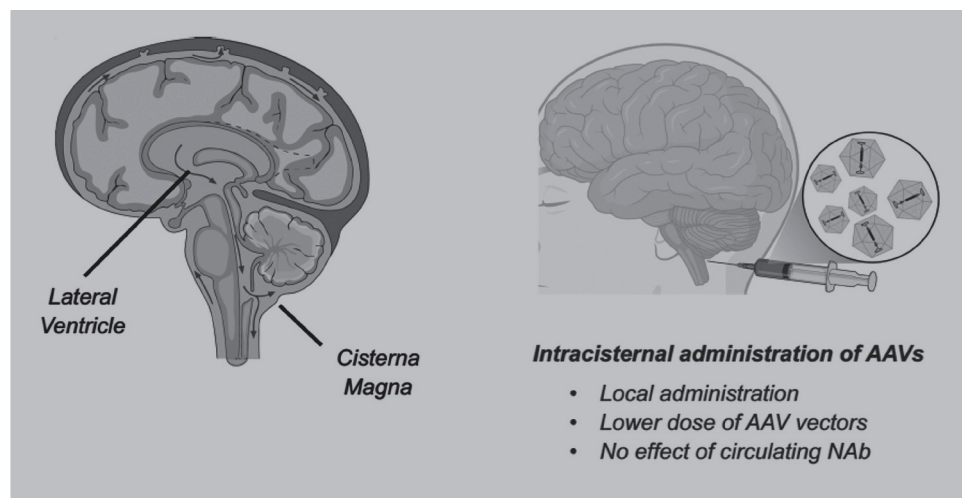 Lateral
Ventricle
Cisterna
Magna
Intracisternal administration of AAVs
• Local administration
• Lower dose of AAV vectors
• No effect of circulating NAb